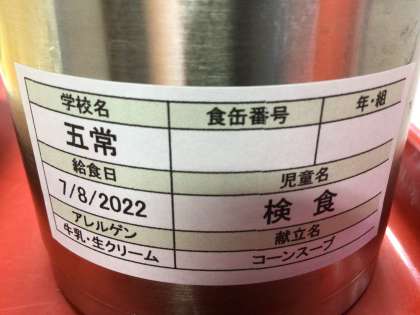 学校名 食缶番号 年・組
五常
給食日 児童名
7/8/2022 検食
アレルゲン 献立名
牛乳・生クリーム コーンスープ